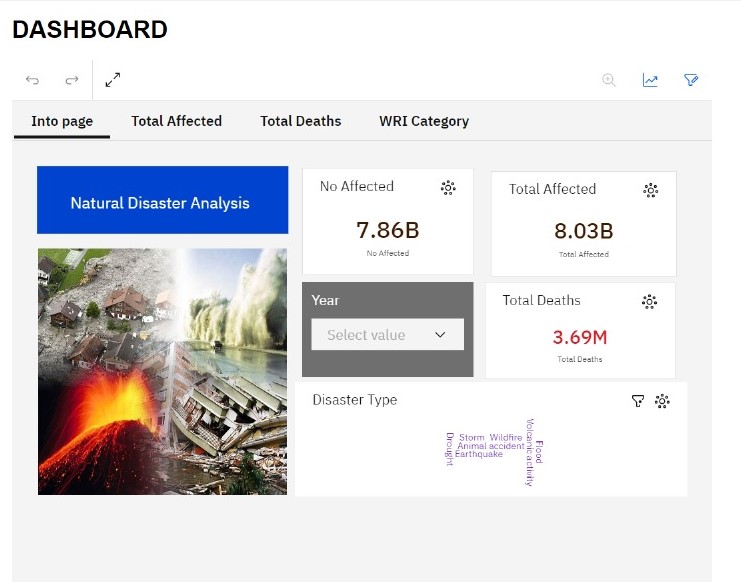 DASHBOARD
Into page Total Affected Total Deaths WRI Category
Natural Disaster Analysis
No Affected
7.86B
No Affected
Total Affected
8.03B
Total Affected
Year
Select value
Total Deaths
3.69M
Total Deaths
Disaster Type
Drought
Storm Wildfire
Animal accident
Earthquake
Volcanic activity
Flood